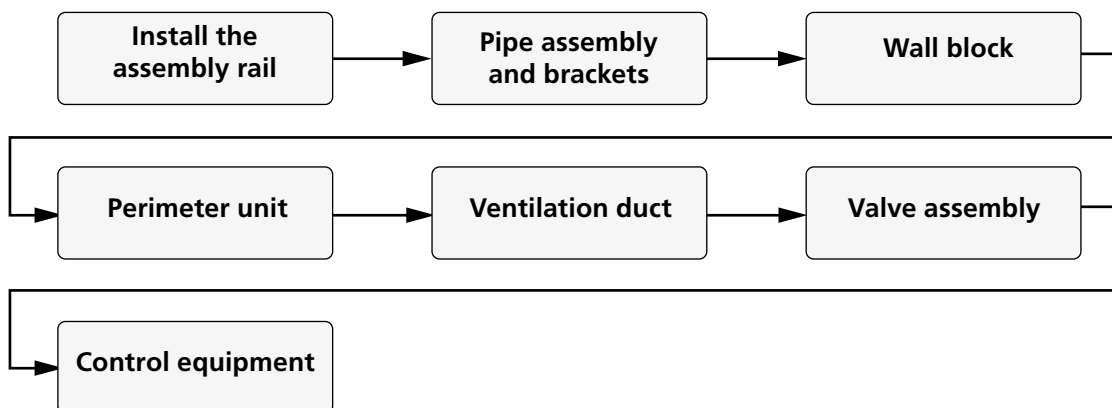 Install the
assembly rail
Pipe assembly
and brackets
Wall block
Perimeter unit
Ventilation duct
Valve assembly
Control equipment